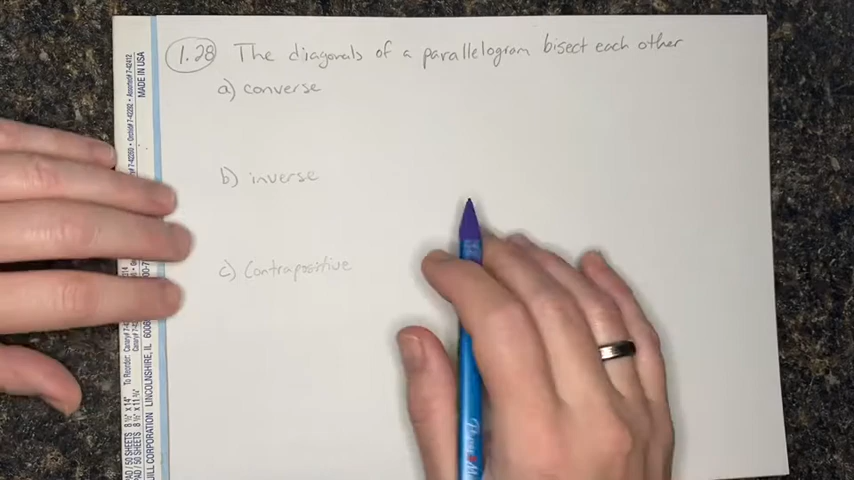 1.28 The diagonals of a parallelogram bisect each other
a) converse
b) inverse
c) Contrapositive
MADE IN USA